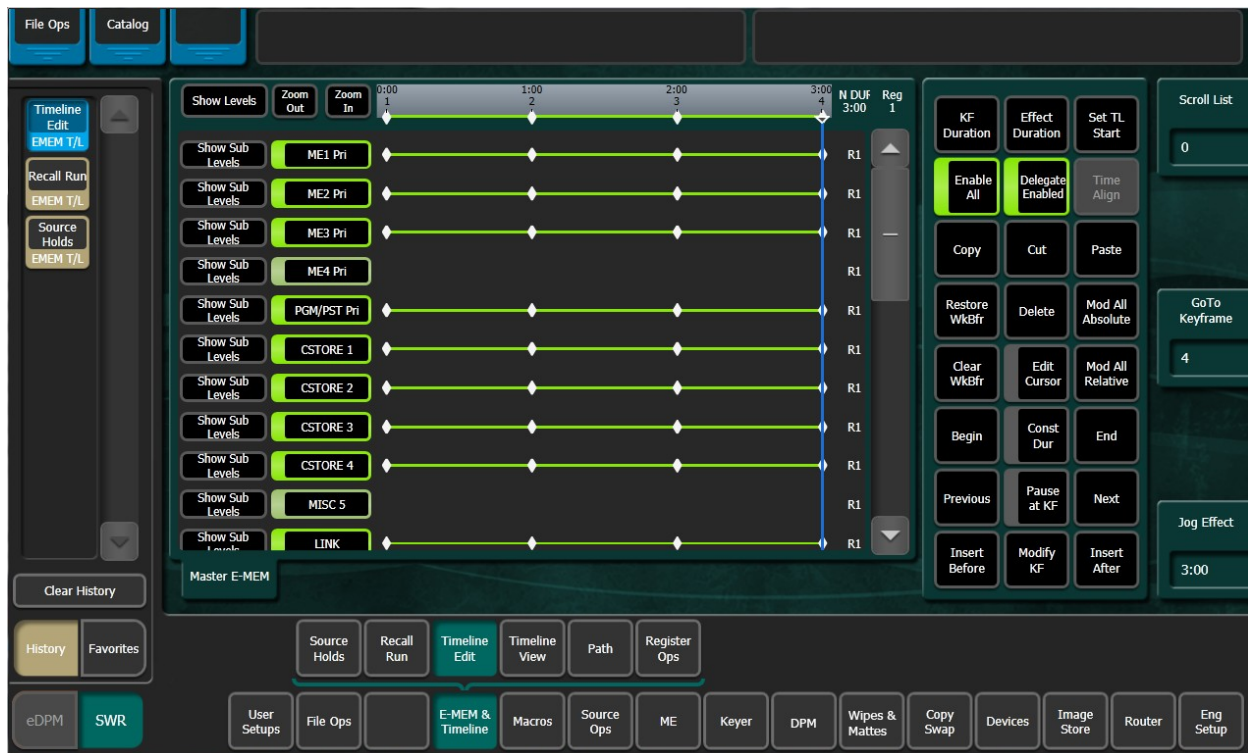 File Ops
Catalog
Timeline
Edit
EMEM T/L
Recall Run
EMEM T/L
Source
Holds
EMEM T/L
Clear History
History
Favorites
eDPM
SWR
Show Levels
Zoom
Out
Zoom
In
0:00
1
1:00
2
2:00
3
3:00
4
N DUR
3:00
Reg
1
Show Sub
Levels
ME1 Pri
R1
Show Sub
Levels
ME2 Pri
R1
Show Sub
Levels
ME3 Pri
R1
Show Sub
Levels
ME4 Pri
R1
Show Sub
Levels
PGM/PST Pri
R1
Show Sub
Levels
CSTORE 1
R1
Show Sub
Levels
CSTORE 2
R1
Show Sub
Levels
CSTORE 3
R1
Show Sub
Levels
CSTORE 4
R1
Show Sub
Levels
MISC 5
R1
Show Sub
Levels
LINK
R1
Master E-MEM
KF
Duration
Effect
Duration
Set TL
Start
Enable
All
Delegate
Enabled
Time
Align
Copy
Cut
Paste
Restore
WkBfr
Delete
Mod All
Absolute
Clear
WkBfr
Edit
Cursor
Mod All
Relative
Begin
Const
Dur
End
Previous
Pause
at KF
Next
Insert
Before
Modify
KF
Insert
After
Scroll List
0
GoTo
Keyframe
4
Jog Effect
3:00
Source
Holds
Recall
Run
Timeline
Edit
Timeline
View
Path
Register
Ops
User
Setups
File Ops
E-MEM &
Timeline
Macros
Source
Ops
ME
Keyer
DPM
Wipes &
Mattes
Copy
Swap
Devices
Image
Store
Router
Eng
Setup